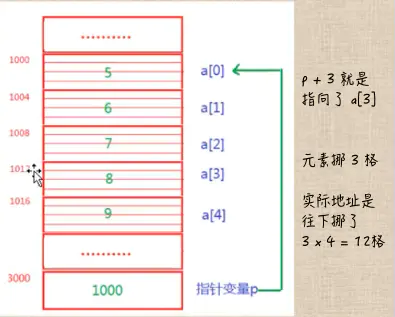 ..........
1000
5
a[0]
1004
6
a[1]
1008
7
a[2]
1012
8
a[3]
1016
9
a[4]
..........
3000
1000
指针变量p
p + 3 就是
指向了 a[3]
元素挪 3 格
实际地址是
往下挪了
3 x 4 = 12格